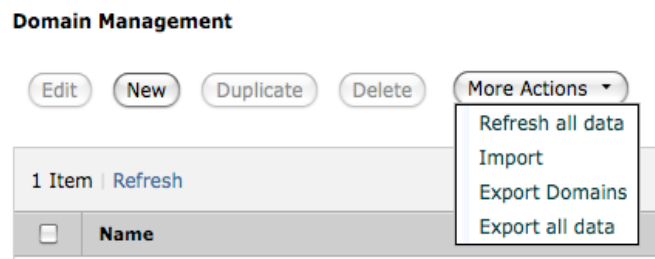 Domain Management
Edit New Duplicate Delete More Actions
Refresh all data
Import
Export Domains
Export all data
1 Item | Refresh
Name